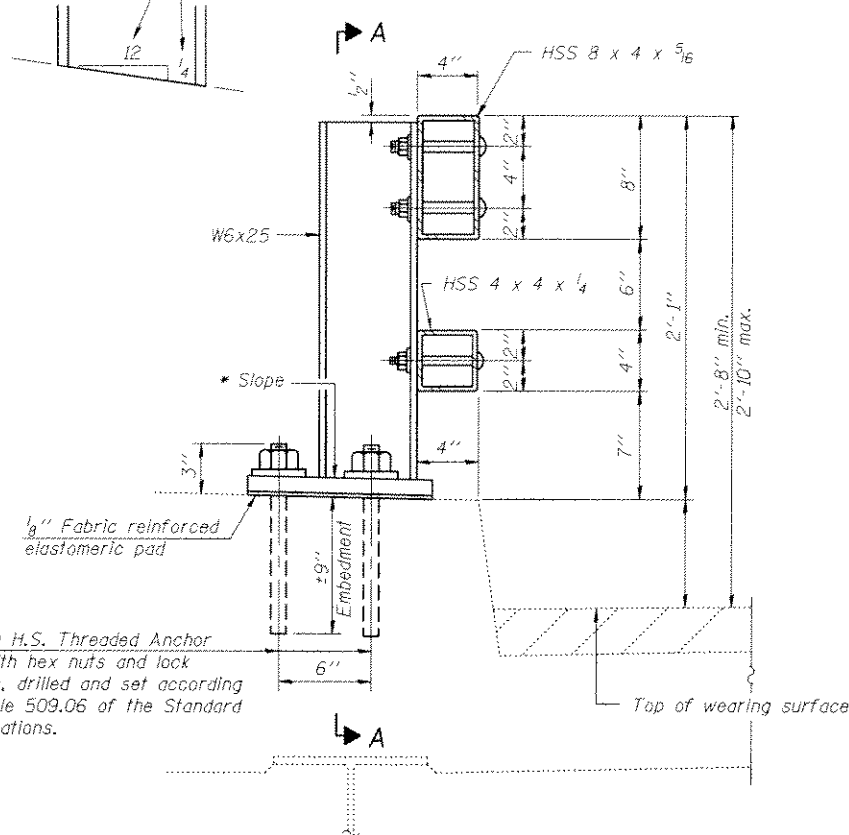 12
1/4
A
4"
HSS 8 x 4 x 5/16
1/2"
2"
4"
2"
8"
W6x25
6"
HSS 4 x 4 x 1/4
2'-1"
2'-8" min.
2'-10" max.
2"
2"
4"
* Slope
4"
7"
3"
1/8" Fabric reinforced
elastomeric pad
±9"
Embedment
H.S. Threaded Anchor
th hex nuts and lock
drilled and set according
le 509.06 of the Standard
ations.
6"
Top of wearing surface
A